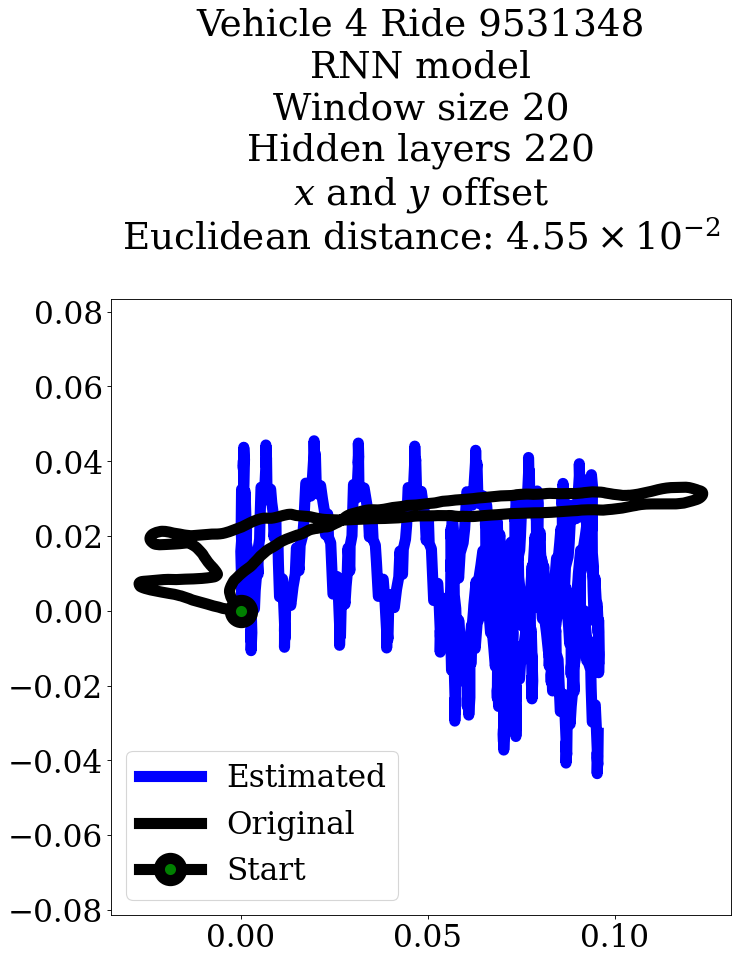 Vehicle 4 Ride 9531348
RNN model
Window size 20
Hidden layers 220
x and y offset
Euclidean distance: 4.55 × 10⁻²
0.08
0.06
0.04
0.02
0.00
−0.02
−0.04
−0.06
−0.08
Estimated
Original
Start
0.00 0.05 0.10